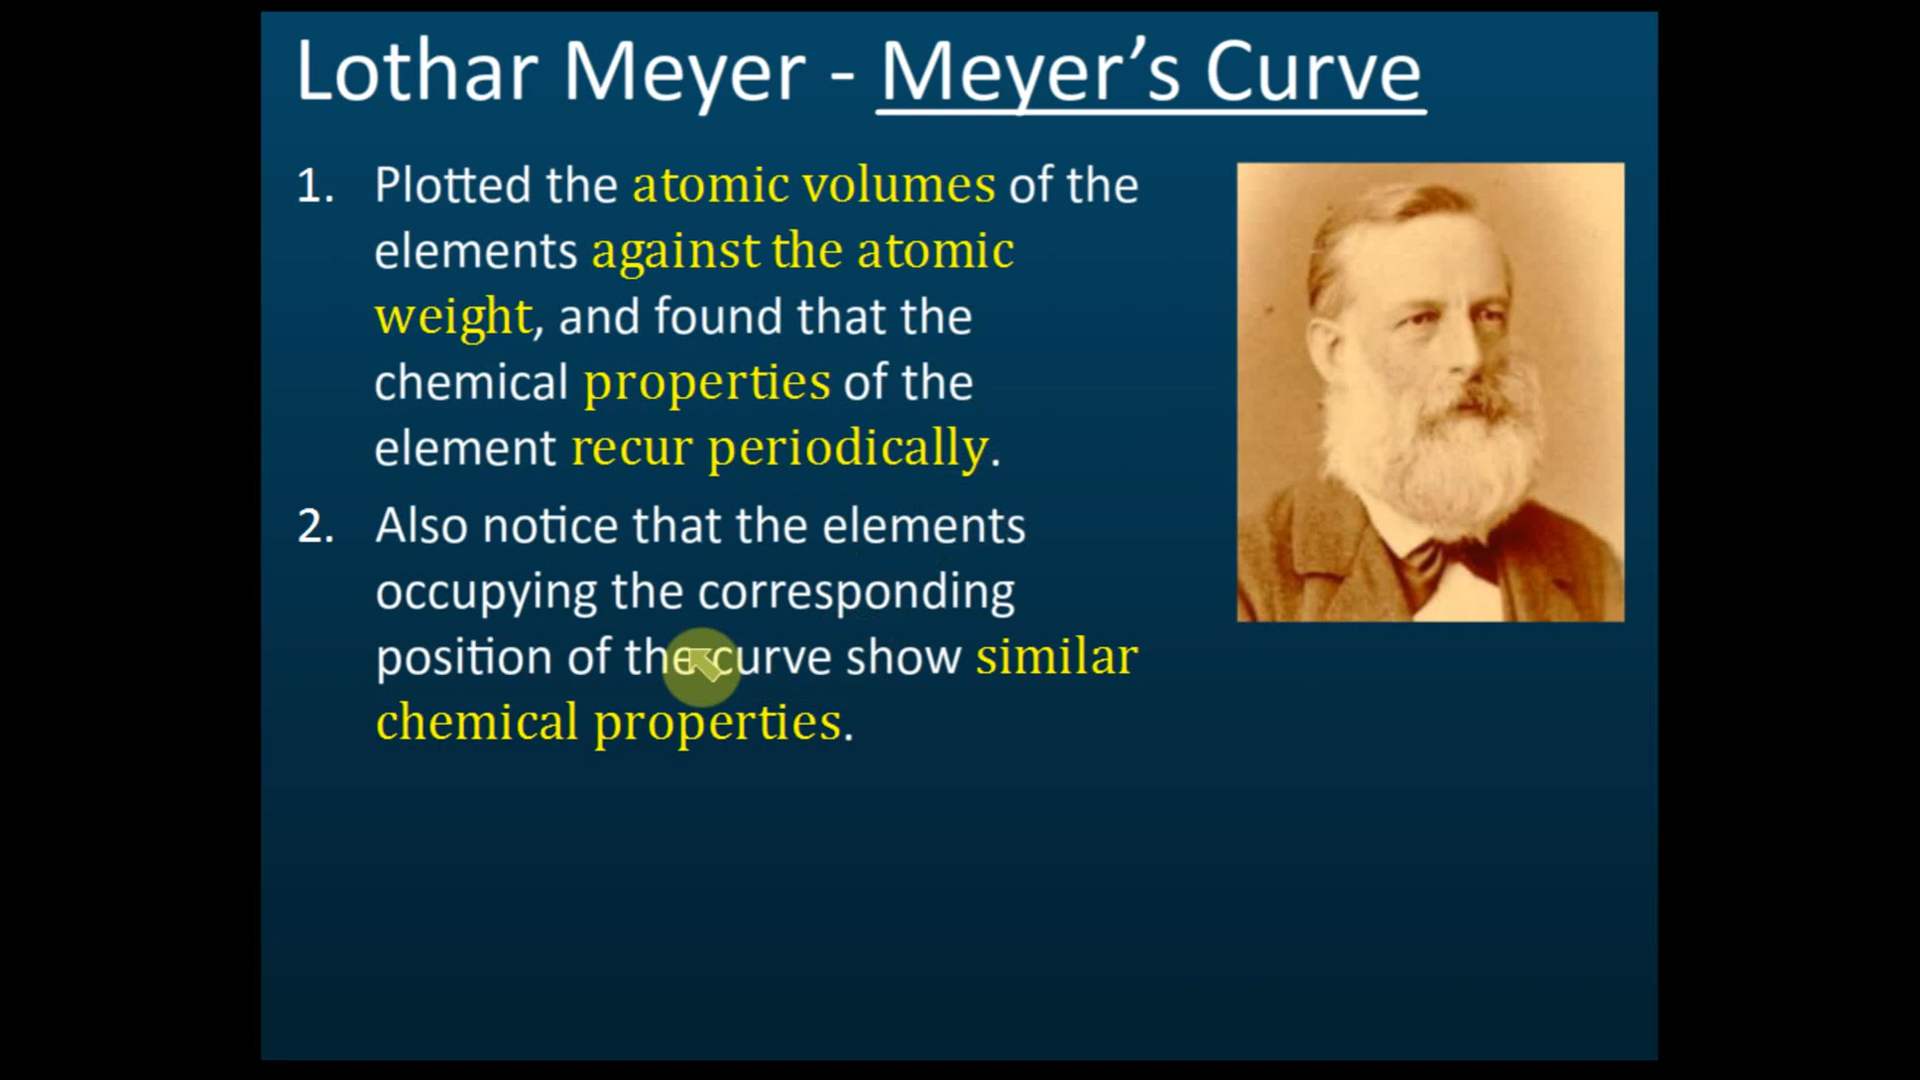 Lothar Meyer - Meyer's Curve
1. Plotted the atomic volumes of the
elements against the atomic
weight, and found that the
chemical properties of the
element recur periodically.
2. Also notice that the elements
occupying the corresponding
position of the curve show similar
chemical properties.